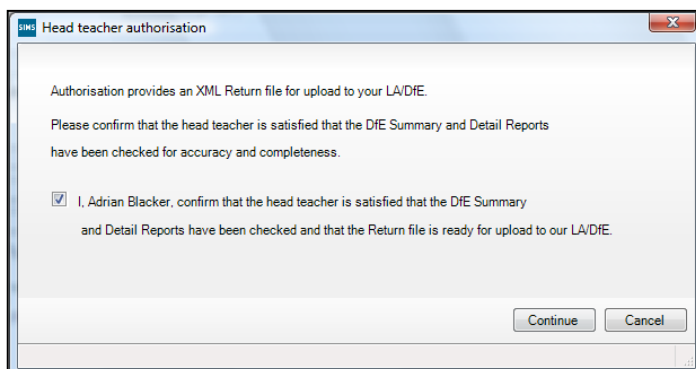 SIMS Head teacher authorisation
Authorisation provides an XML Return file for upload to your LA/DfE.
Please confirm that the head teacher is satisfied that the DfE Summary and Detail Reports
have been checked for accuracy and completeness.
I, Adrian Blacker, confirm that the head teacher is satisfied that the DfE Summary
and Detail Reports have been checked and that the Return file is ready for upload to our LA/DfE.
Continue Cancel